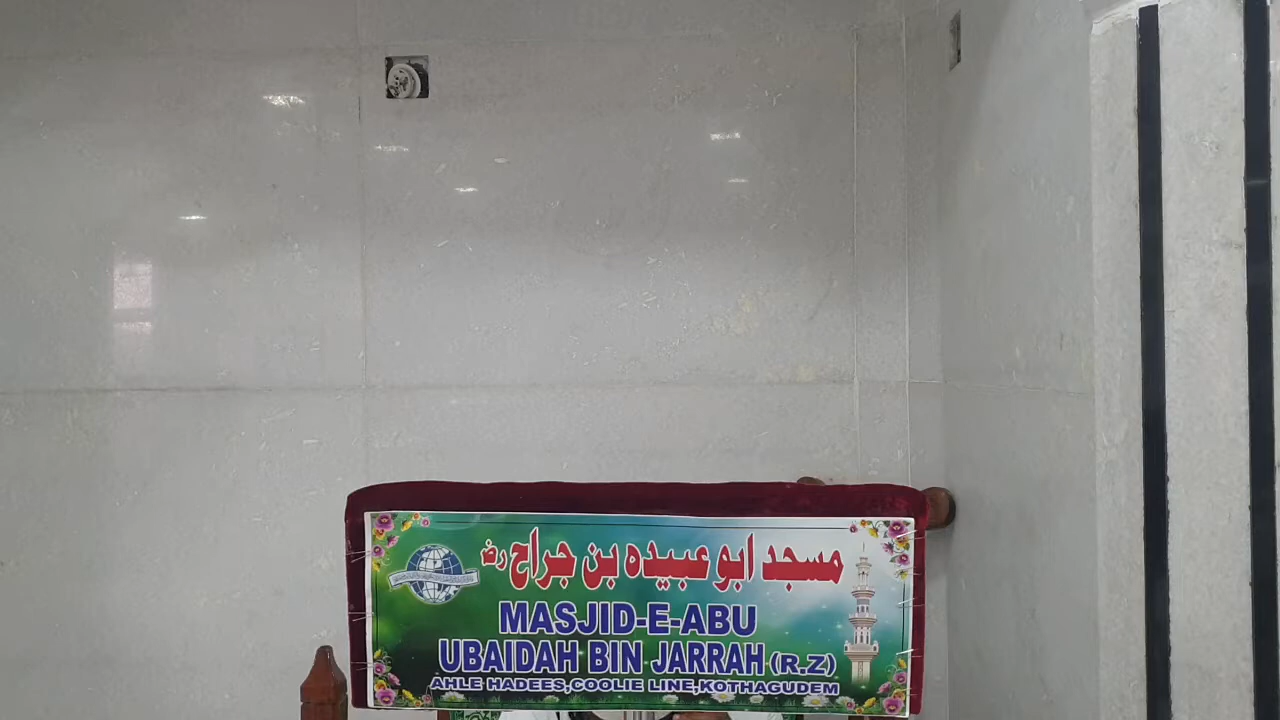 مسجد ابو عبیدہ بن جراح رض
MASJID-E-ABU
UBAIDAH BIN JARRAH (R.Z)
AHLE HADEES,COOLIE LINE,KOTHAGUDEM